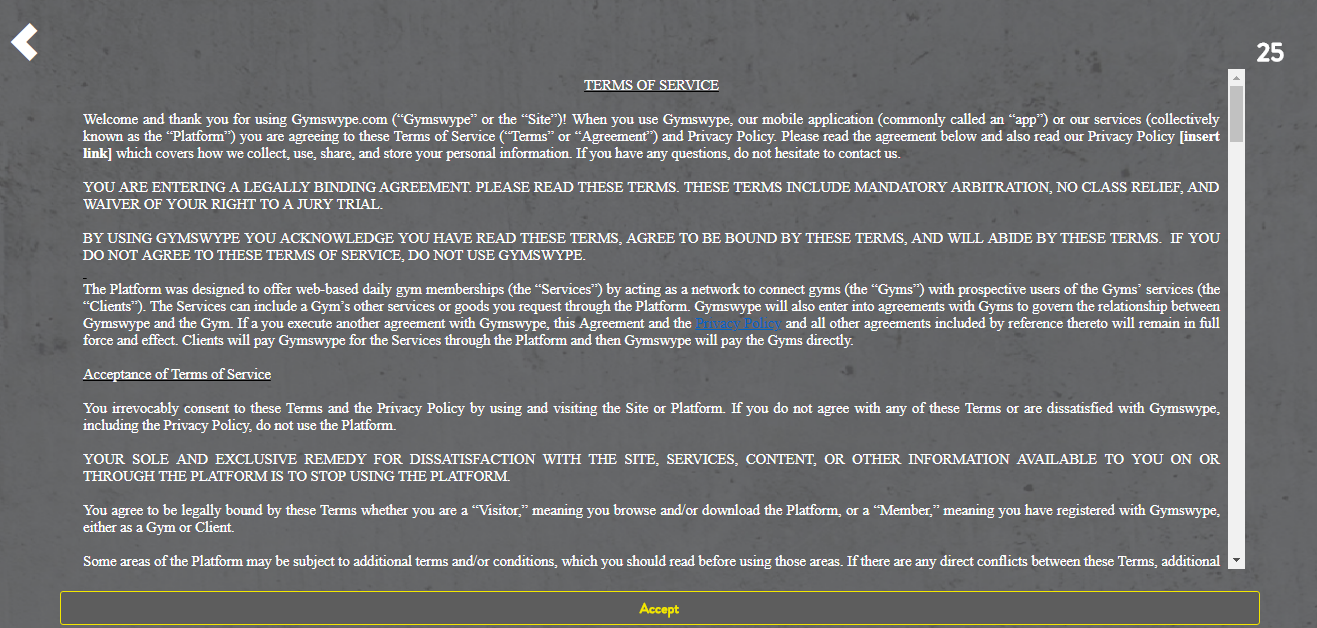 25
TERMS OF SERVICE
Welcome and thank you for using Gymswype.com (“Gymswype” or the “Site”)! When you use Gymswype, our mobile application (commonly called an “app”) or our services (collectively
known as the “Platform”) you are agreeing to these Terms of Service (“Terms” or “Agreement”) and Privacy Policy. Please read the agreement below and also read our Privacy Policy [insert
link] which covers how we collect, use, share, and store your personal information. If you have any questions, do not hesitate to contact us.
YOU ARE ENTERING A LEGALLY BINDING AGREEMENT. PLEASE READ THESE TERMS. THESE TERMS INCLUDE MANDATORY ARBITRATION, NO CLASS RELIEF, AND
WAIVER OF YOUR RIGHT TO A JURY TRIAL.
BY USING GYMSWYPE YOU ACKNOWLEDGE YOU HAVE READ THESE TERMS, AGREE TO BE BOUND BY THESE TERMS, AND WILL ABIDE BY THESE TERMS. IF YOU
DO NOT AGREE TO THESE TERMS OF SERVICE, DO NOT USE GYMSWYPE.
The Platform was designed to offer web-based daily gym memberships (the “Services”) by acting as a network to connect gyms (the “Gyms”) with prospective users of the Gyms’ services (the
“Clients”). The Services can include a Gym’s other services or goods you request through the Platform. Gymswype will also enter into agreements with Gyms to govern the relationship between
Gymswype and the Gym. If a you execute another agreement with Gymswype, this Agreement and the Privacy Policy and all other agreements included by reference thereto will remain in full
force and effect. Clients will pay Gymswype for the Services through the Platform and then Gymswype will pay the Gyms directly.
Acceptance of Terms of Service
You irrevocably consent to these Terms and the Privacy Policy by using and visiting the Site or Platform. If you do not agree with any of these Terms or are dissatisfied with Gymswype,
including the Privacy Policy, do not use the Platform.
YOUR SOLE AND EXCLUSIVE REMEDY FOR DISSATISFACTION WITH THE SITE, SERVICES, CONTENT, OR OTHER INFORMATION AVAILABLE TO YOU ON OR
THROUGH THE PLATFORM IS TO STOP USING THE PLATFORM.
You agree to be legally bound by these Terms whether you are a “Visitor,” meaning you browse and/or download the Platform, or a “Member,” meaning you have registered with Gymswype,
either as a Gym or Client.
Some areas of the Platform may be subject to additional terms and/or conditions, which you should read before using those areas. If there are any direct conflicts between these Terms, additional
Accept